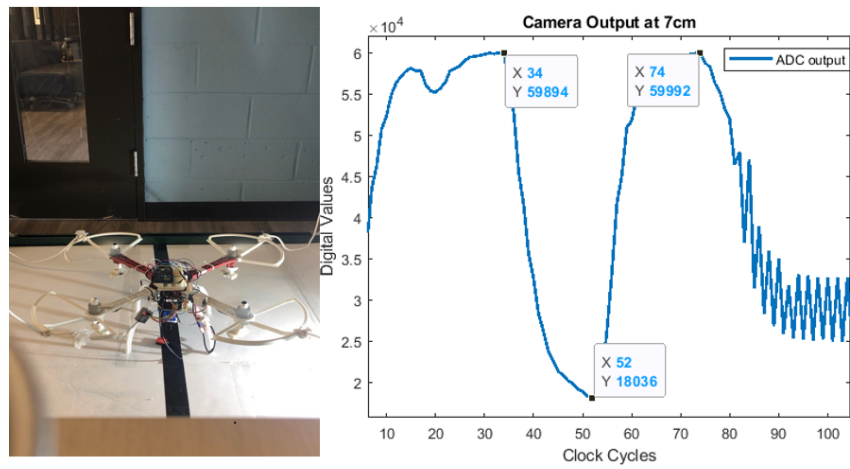 Camera Output at 7cm
×10⁴
ADC output
X 34
Y 59894
X 74
Y 59992
X 52
Y 18036
6
5.5
5
4.5
4
3.5
3
2.5
2
Digital Values
10 20 30 40 50 60 70 80 90 100
Clock Cycles